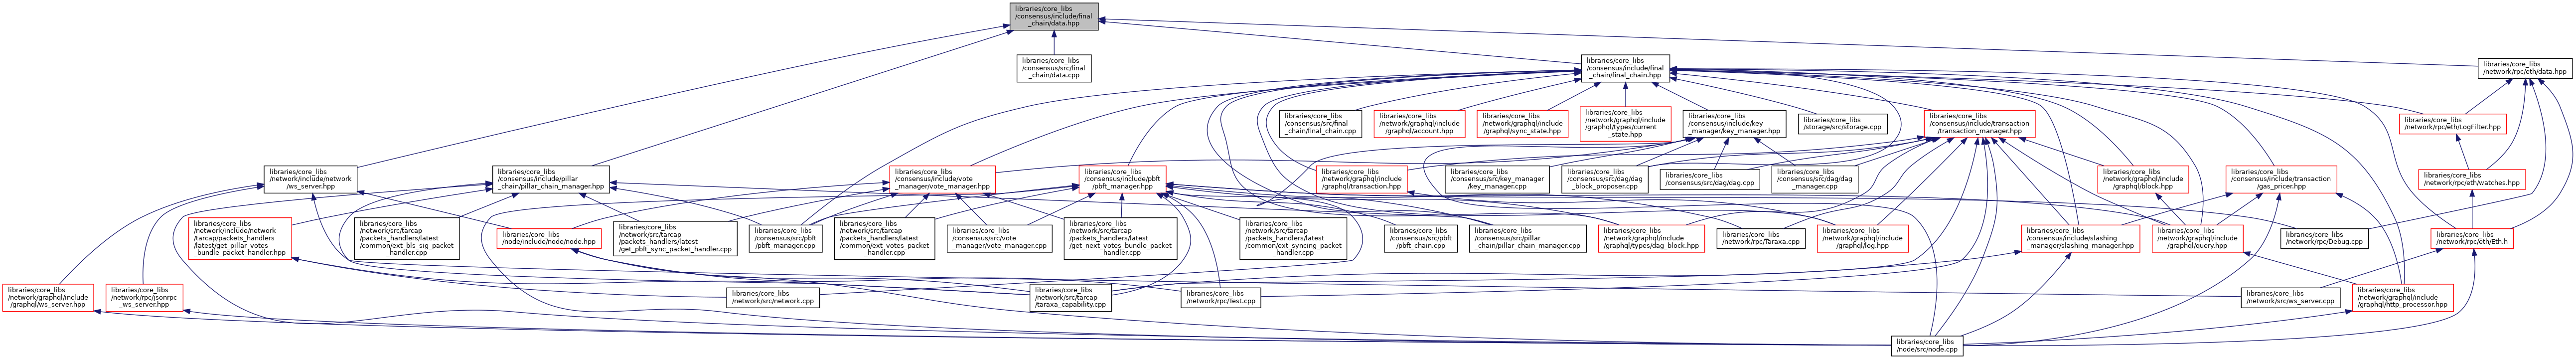 libraries/core_libs
/consensus/include/final
_chain/data.hpp
libraries/core_libs
/consensus/src/final
_chain/data.cpp
libraries/core_libs
/consensus/include/final
_chain/final_chain.hpp
libraries/core_libs
/network/rpc/eth/data.hpp
libraries/core_libs
/consensus/src/final
_chain/final_chain.cpp
libraries/core_libs
/network/graphql/include
/graphql/account.hpp
libraries/core_libs
/network/graphql/include
/graphql/sync_state.hpp
libraries/core_libs
/network/graphql/include
/graphql/types/current
_state.hpp
libraries/core_libs
/consensus/include/key
_manager/key_manager.hpp
libraries/core_libs
/storage/src/storage.cpp
libraries/core_libs
/consensus/include/transaction
/transaction_manager.hpp
libraries/core_libs
/network/rpc/eth/LogFilter.hpp
libraries/core_libs
/network/include/network
/ws_server.hpp
libraries/core_libs
/consensus/include/pillar
_chain/pillar_chain_manager.hpp
libraries/core_libs
/consensus/include/vote
_manager/vote_manager.hpp
libraries/core_libs
/consensus/include/pbft
/pbft_manager.hpp
libraries/core_libs
/network/graphql/include
/graphql/transaction.hpp
libraries/core_libs
/consensus/src/key_manager
/key_manager.cpp
libraries/core_libs
/consensus/src/dag/dag
_block_proposer.cpp
libraries/core_libs
/consensus/src/dag/dag.cpp
libraries/core_libs
/consensus/src/dag/dag
_manager.cpp
libraries/core_libs
/network/graphql/include
/graphql/block.hpp
libraries/core_libs
/consensus/include/transaction
/gas_pricer.hpp
libraries/core_libs
/network/rpc/eth/watches.hpp
libraries/core_libs
/network/include/network
/tarcap/packets_handlers
/latest/get_pillar_votes
_bundle_packet_handler.hpp
libraries/core_libs
/network/src/tarcap
/packets_handlers/latest
/common/ext_bls_sig_packet
_handler.cpp
libraries/core_libs
/node/include/node/node.hpp
libraries/core_libs
/network/src/tarcap
/packets_handlers/latest
/get_pbft_sync_packet_handler.cpp
libraries/core_libs
/consensus/src/pbft
/pbft_manager.cpp
libraries/core_libs
/network/src/tarcap
/packets_handlers/latest
/common/ext_votes_packet
_handler.cpp
libraries/core_libs
/consensus/src/vote
_manager/vote_manager.cpp
libraries/core_libs
/network/src/tarcap
/packets_handlers/latest
/get_next_votes_bundle_packet
_handler.cpp
libraries/core_libs
/network/src/tarcap
/packets_handlers/latest
/common/ext_syncing_packet
_handler.cpp
libraries/core_libs
/consensus/src/pbft
/pbft_chain.cpp
libraries/core_libs
/consensus/src/pillar
_chain/pillar_chain_manager.cpp
libraries/core_libs
/network/graphql/include
/graphql/types/dag_block.hpp
libraries/core_libs
/network/rpc/Taraxa.cpp
libraries/core_libs
/network/graphql/include
/graphql/log.hpp
libraries/core_libs
/consensus/include/slashing
_manager/slashing_manager.hpp
libraries/core_libs
/network/graphql/include
/graphql/query.hpp
libraries/core_libs
/network/rpc/Debug.cpp
libraries/core_libs
/network/rpc/eth/Eth.h
libraries/core_libs
/network/graphql/include
/graphql/ws_server.hpp
libraries/core_libs
/network/rpc/jsonrpc
_ws_server.hpp
libraries/core_libs
/network/src/network.cpp
libraries/core_libs
/network/src/tarcap
/taraxa_capability.cpp
libraries/core_libs
/network/rpc/Test.cpp
libraries/core_libs
/network/src/ws_server.cpp
libraries/core_libs
/network/graphql/include
/graphql/http_processor.hpp
libraries/core_libs
/node/src/node.cpp